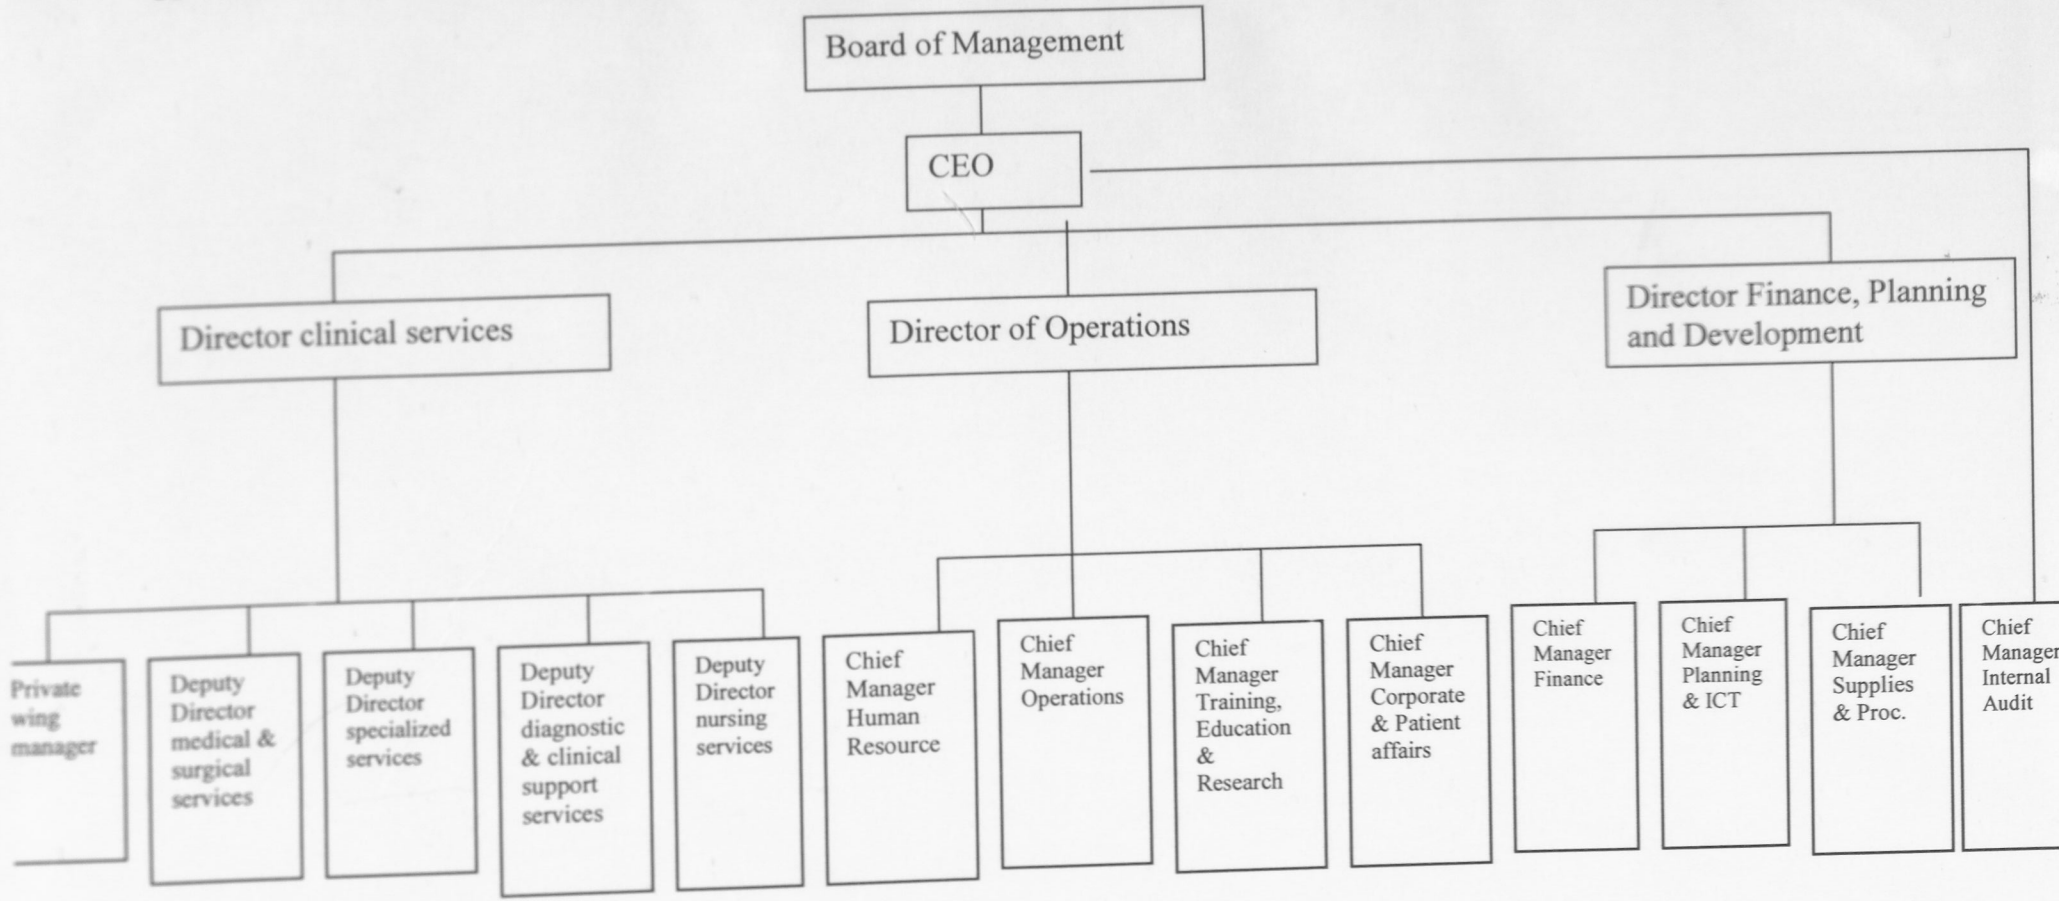 Board of Management
CEO
Director clinical services
Director of Operations
Director Finance, Planning
and Development
Private
wing
manager
Deputy
Director
medical &
surgical
services
Deputy
Director
specialized
services
Deputy
Director
diagnostic
& clinical
support
services
Deputy
Director
nursing
services
Chief
Manager
Human
Resource
Chief
Manager
Operations
Chief
Manager
Training,
Education
&
Research
Chief
Manager
Corporate
& Patient
affairs
Chief
Manager
Finance
Chief
Manager
Planning
& ICT
Chief
Manager
Supplies
& Proc.
Chief
Manager
Internal
Audit